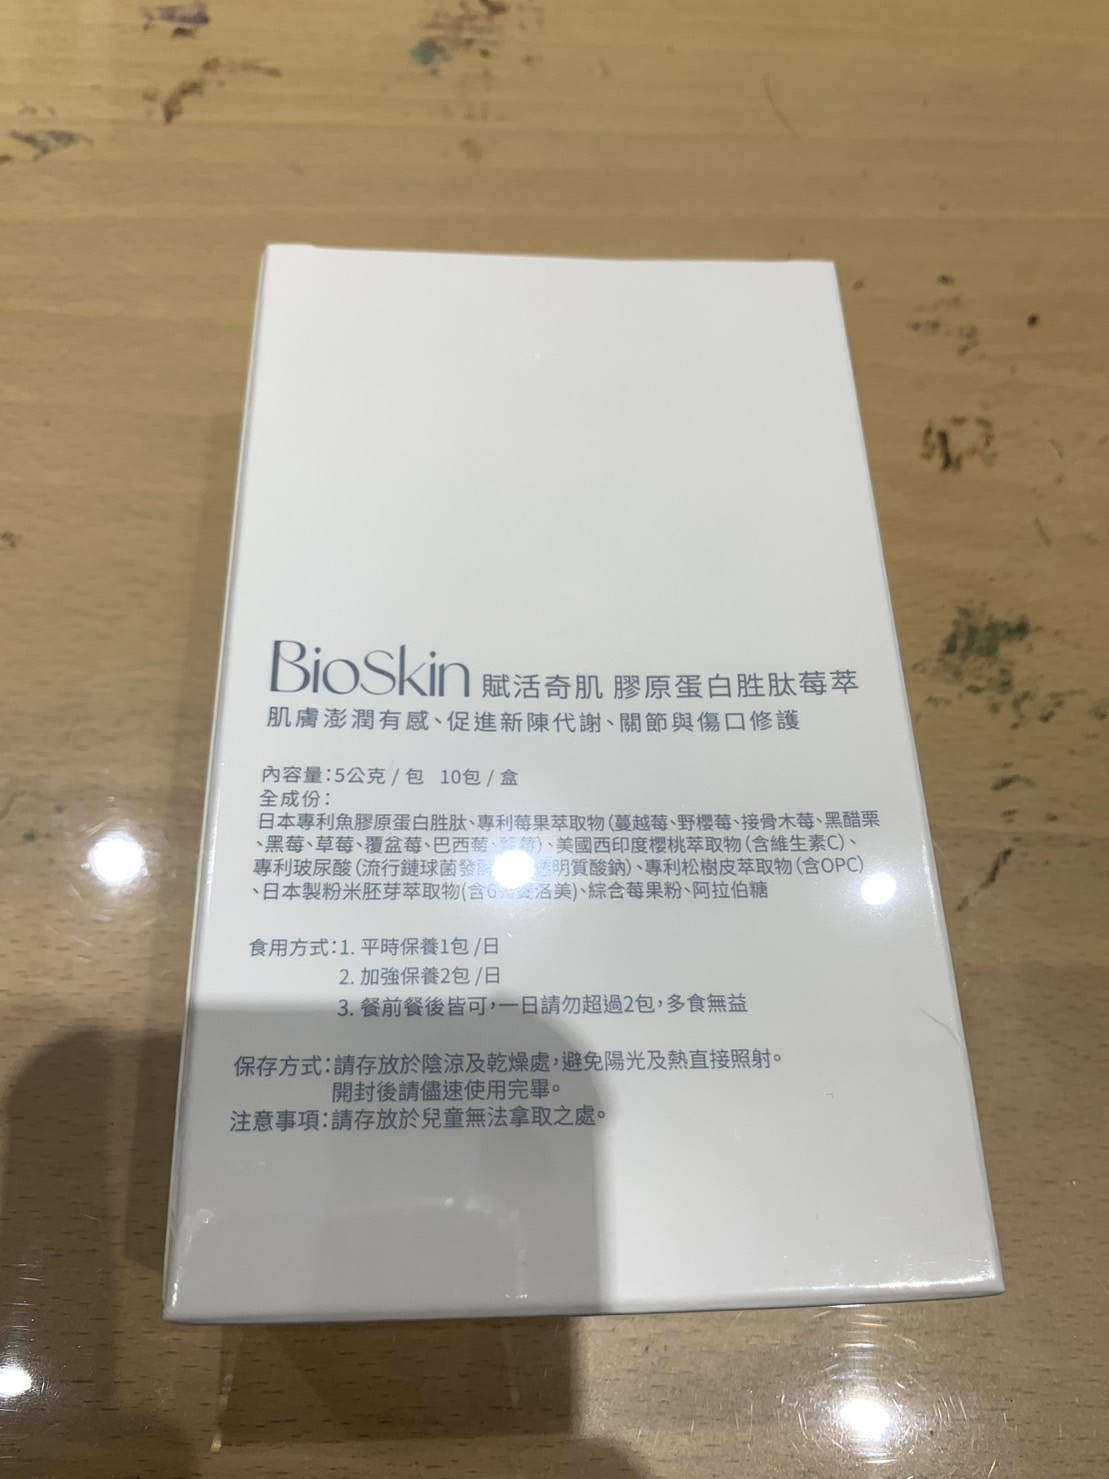 BioSkin 賦活奇肌 膠原蛋白胜肽莓萃
肌膚澎潤有感、促進新陳代謝、關節與傷口修護
內容量：5公克 / 包 10包 / 盒
全成份：
日本專利魚膠原蛋白胜肽、專利莓果萃取物（蔓越莓、野櫻莓、接骨木莓、黑醋栗
、黑莓、草莓、覆盆莓、巴西莓、）、美國西印度櫻桃萃取物（含維生素C）、
專利玻尿酸（流行鏈球菌發 明質酸鈉）、專利松樹皮萃取物（含OPC）
、日本製粉米胚芽萃取物(含 洛美)、綜合莓果粉、阿拉伯糖
食用方式：1. 平時保養1包 /日
2. 加強保養2包 /日
3. 餐前餐後皆可，一日請勿超過2包，多食無益
保存方式：請存放於陰涼及乾燥處，避免陽光及熱直接照射。
開封後請儘速使用完畢。
注意事項：請存放於兒童無法拿取之處。